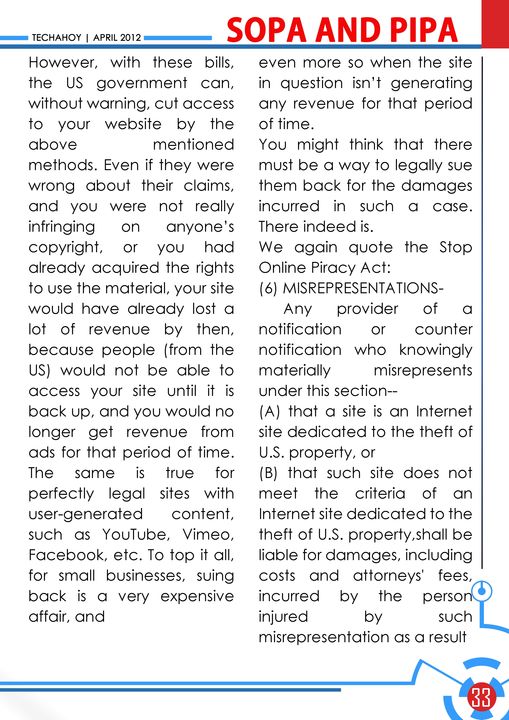 TECHAHOY | APRIL 2012
SOPA AND PIPA
However, with these bills,
the US government can,
without warning, cut access
to your website by the
above mentioned
methods. Even if they were
wrong about their claims,
and you were not really
infringing on anyone's
copyright, or you had
already acquired the rights
to use the material, your site
would have already lost a
lot of revenue by then,
because people (from the
US) would not be able to
access your site until it is
back up, and you would no
longer get revenue from
ads for that period of time.
The same is true for
perfectly legal sites with
user-generated content,
such as YouTube, Vimeo,
Facebook, etc. To top it all,
for small businesses, suing
back is a very expensive
affair, and
even more so when the site
in question isn't generating
any revenue for that period
of time.
You might think that there
must be a way to legally sue
them back for the damages
incurred in such a case.
There indeed is.
We again quote the Stop
Online Piracy Act:
(6) MISREPRESENTATIONS-
Any provider of a
notification or counter
notification who knowingly
materially misrepresents
under this section--
(A) that a site is an Internet
site dedicated to the theft of
U.S. property, or
(B) that such site does not
meet the criteria of an
Internet site dedicated to the
theft of U.S. property,shall be
liable for damages, including
costs and attorneys' fees,
incurred by the person
injured by such
misrepresentation as a result
33